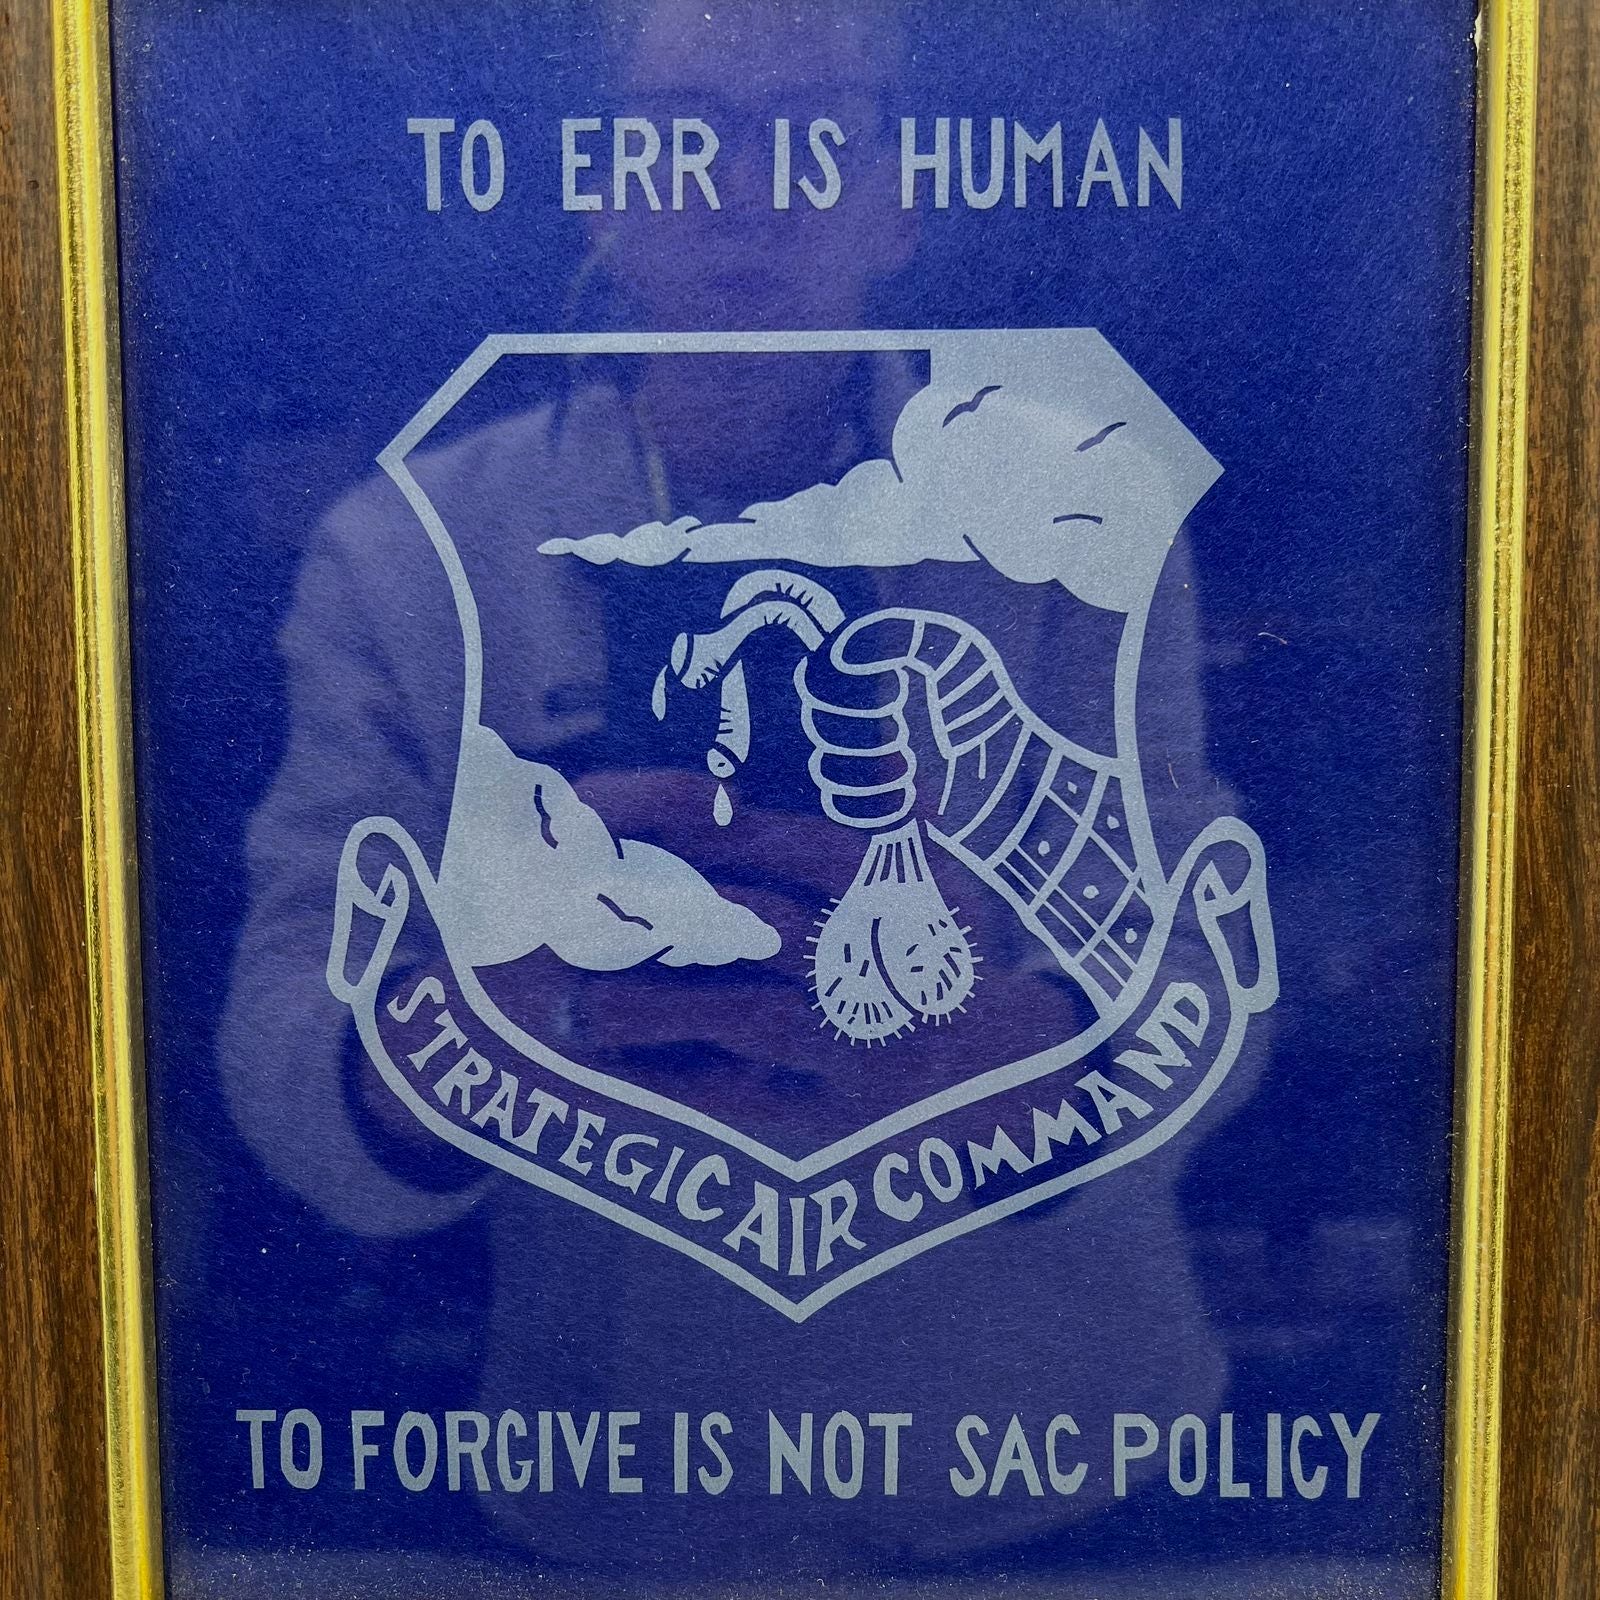 TO ERR IS HUMAN
STRATEGIC AIR COMMAND
TO FORGIVE IS NOT SAC POLICY